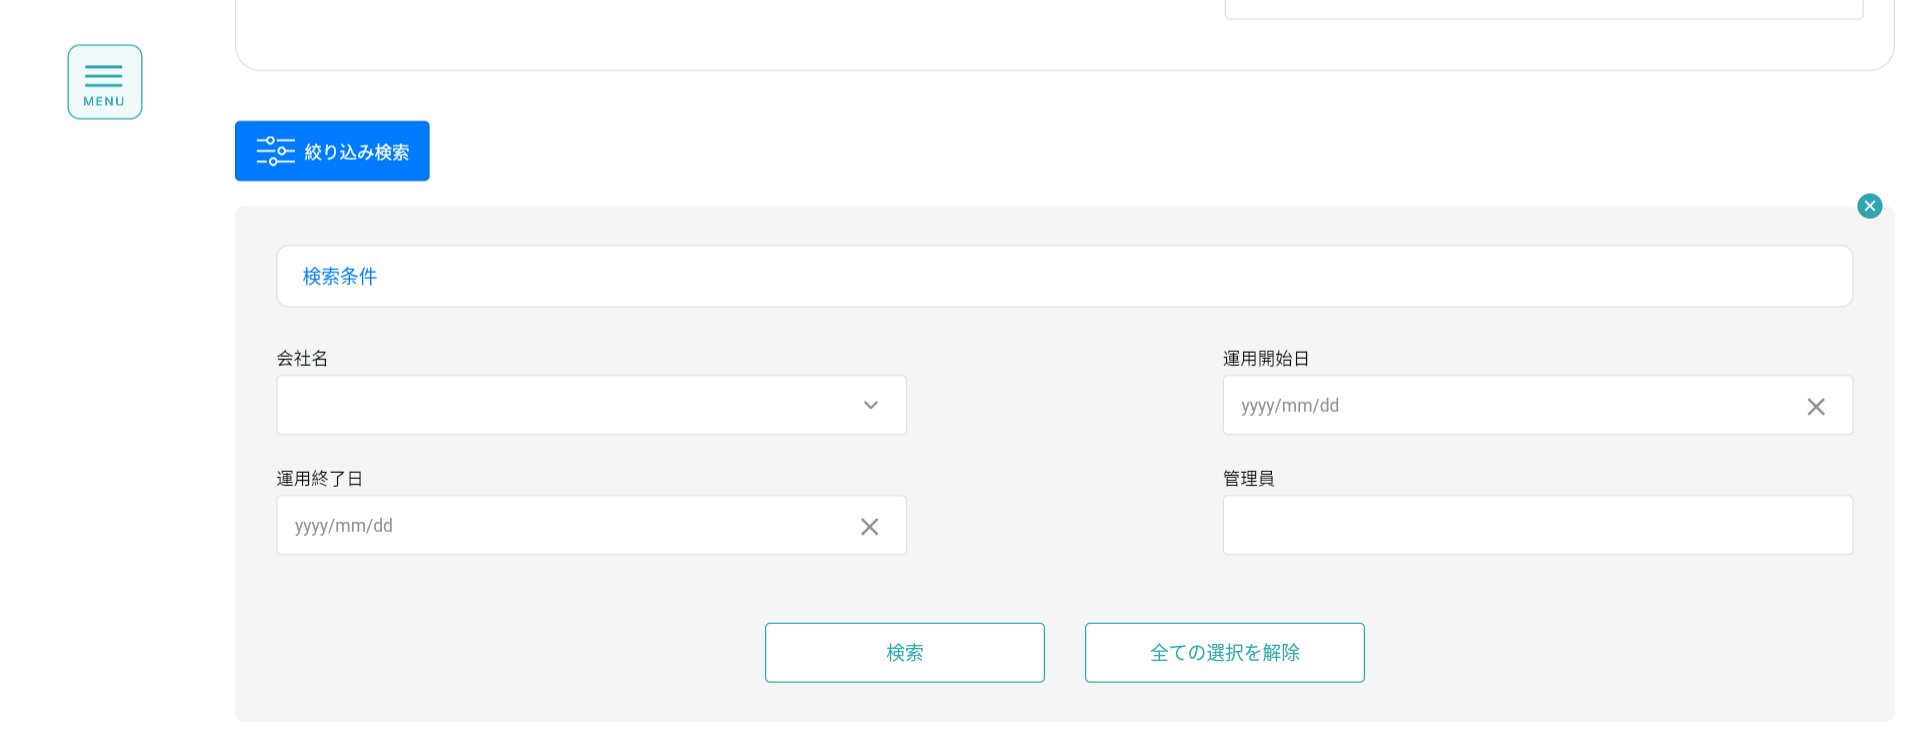 MENU
絞り込み検索
検索条件
会社名
運用開始日
yyyy/mm/dd
運用終了日
管理員
yyyy/mm/dd
検索
全ての選択を解除